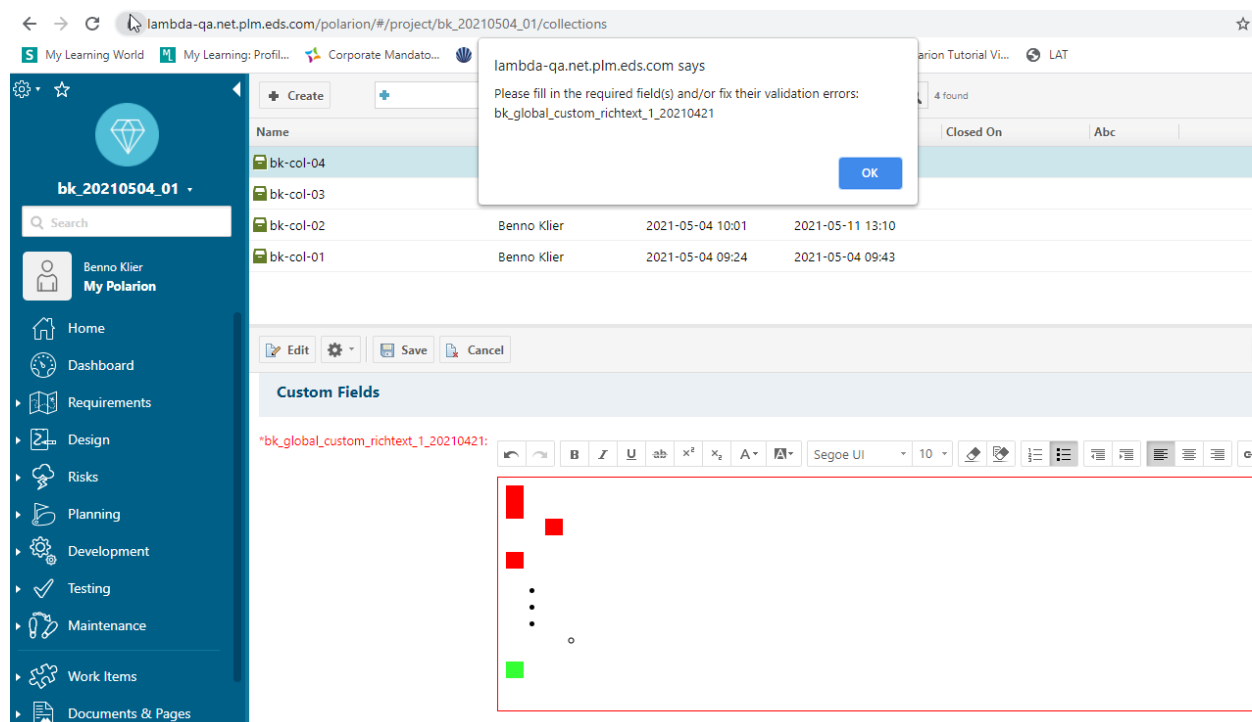 lambda-qa.net.plm.eds.com/polarion/#/project/bk_20210504_01/collections
S My Learning World
ML My Learning: Profil...
Corporate Mandato...
arion Tutorial Vi...
LAT
lambda-qa.net.plm.eds.com says
Please fill in the required field(s) and/or fix their validation errors:
bk_global_custom_richtext_1_20210421
OK
bk_20210504_01
Search
Benno Klier
My Polarion
Home
Dashboard
Requirements
Design
Risks
Planning
Development
Testing
Maintenance
Work Items
Documents & Pages
Create
4 found
Name Closed On Abc
bk-col-04
bk-col-03
bk-col-02 Benno Klier 2021-05-04 10:01 2021-05-11 13:10
bk-col-01 Benno Klier 2021-05-04 09:24 2021-05-04 09:43
Edit Save Cancel
Custom Fields
*bk_global_custom_richtext_1_20210421:
B I U ab x² x₂ A A Segoe UI 10